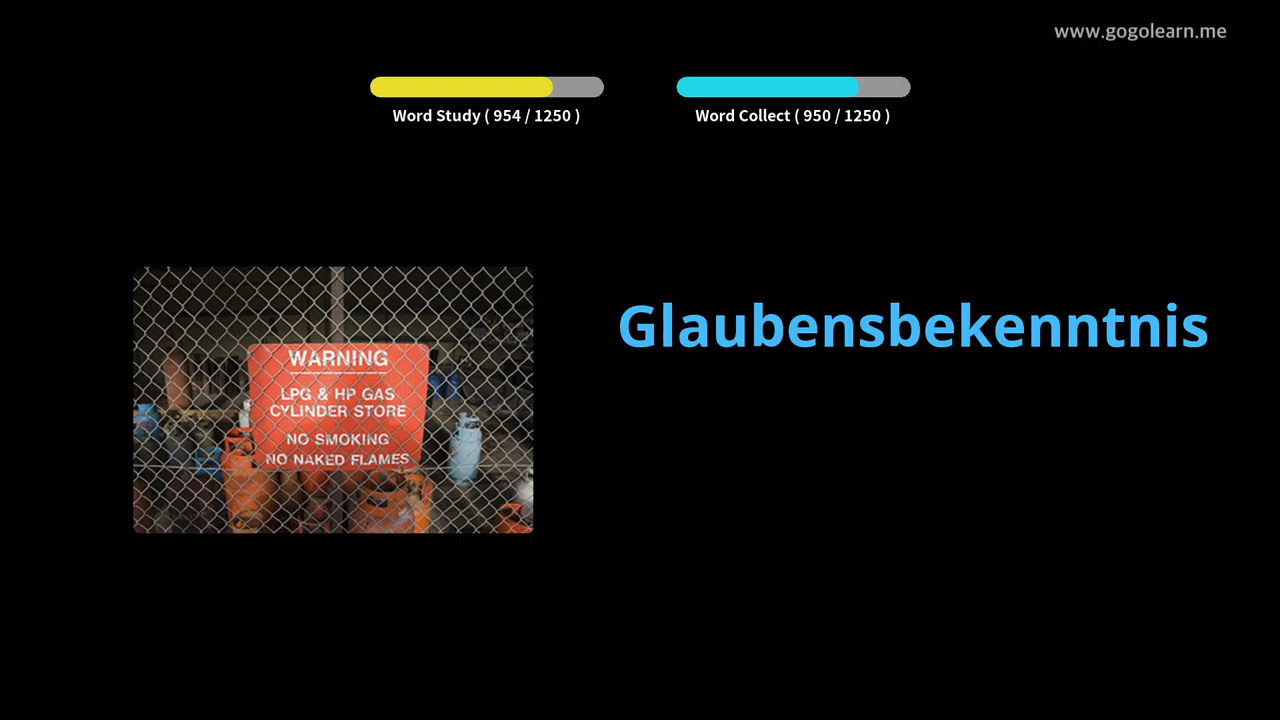 www.gogolearn.me
Word Study ( 954 / 1250 )
Word Collect ( 950 / 1250 )
Glaubensbekenntnis
WARNING
LPG & HP GAS
CYLINDER STORE
NO SMOKING
NO NAKED FLAMES